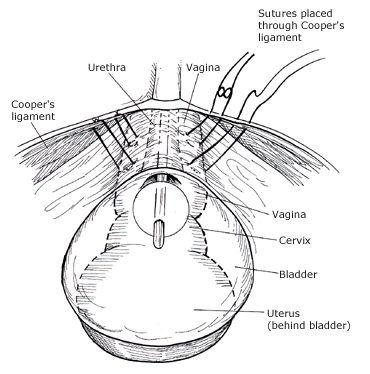 Sutures placed
through Cooper's
ligament
Urethra
Vagina
Cooper's
ligament
Vagina
Cervix
Bladder
Uterus
(behind bladder)